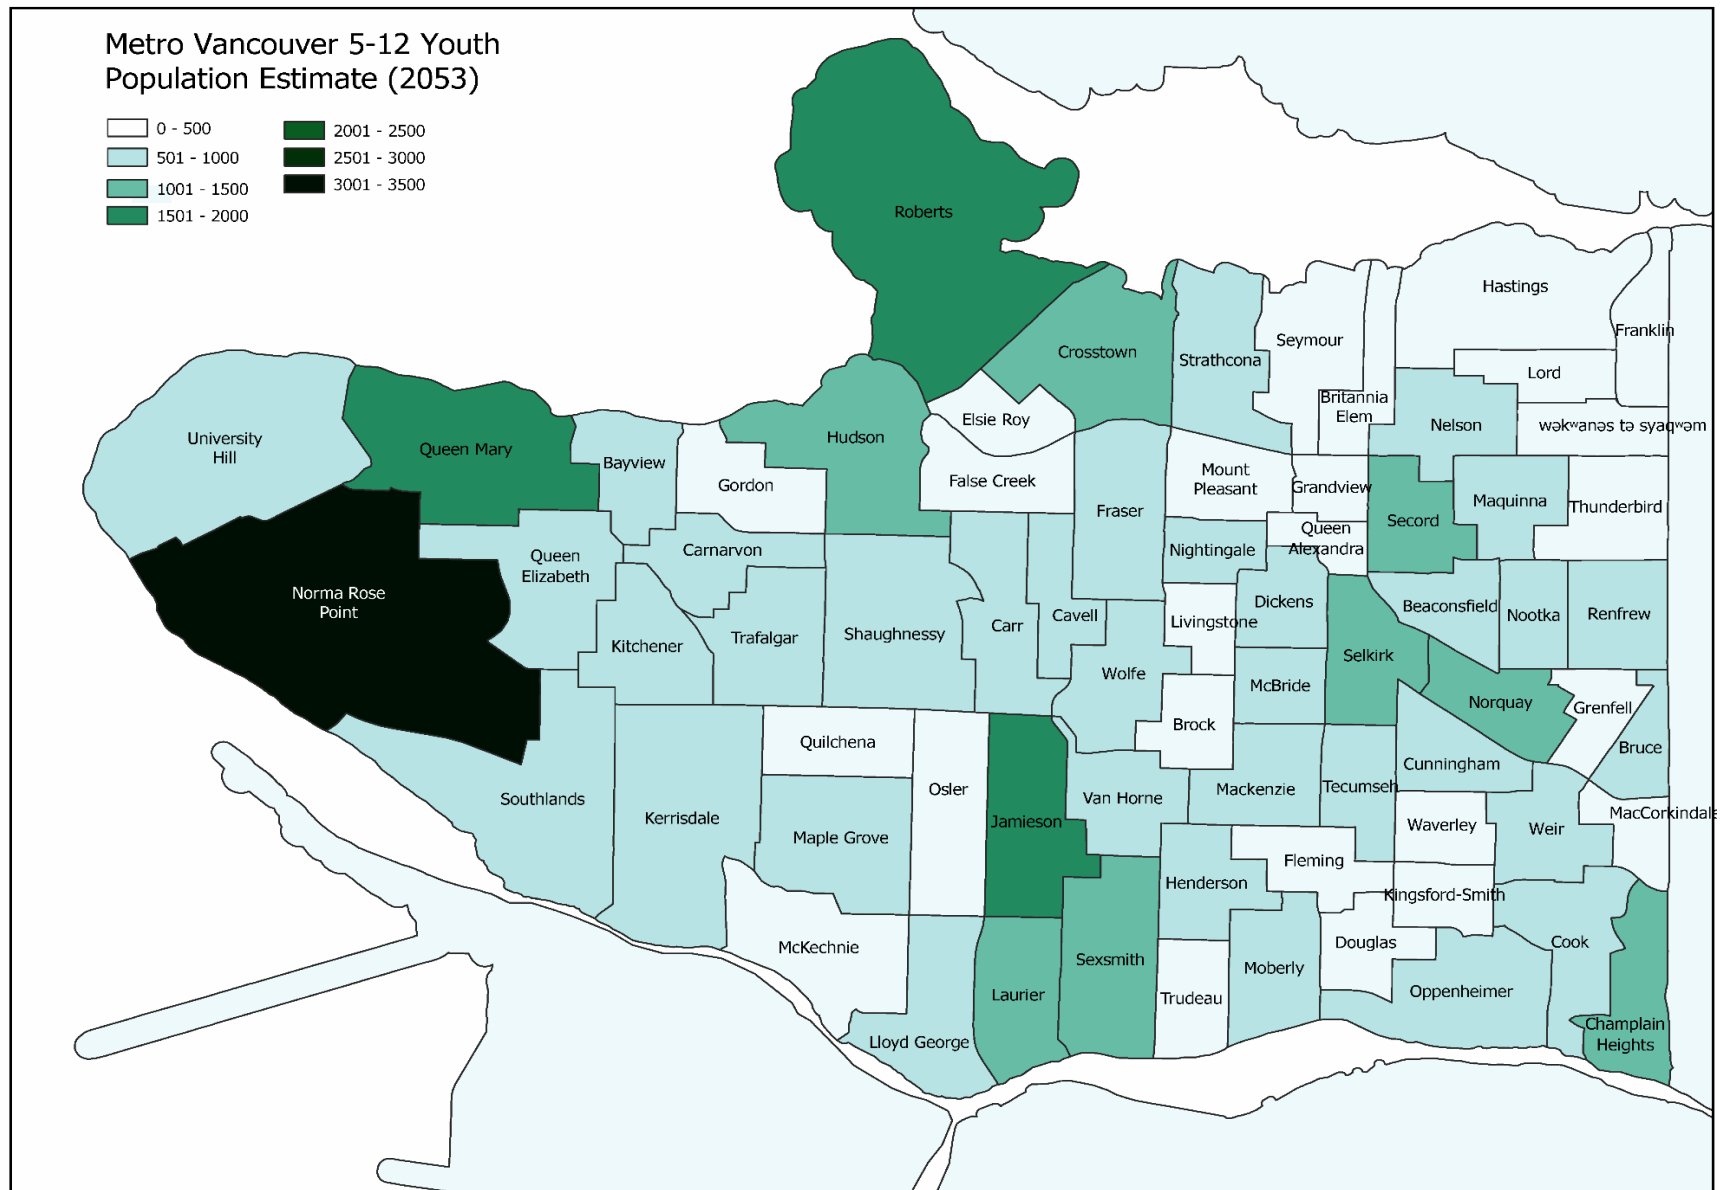 Metro Vancouver 5-12 Youth
Population Estimate (2053)
0 - 500
501 - 1000
1001 - 1500
1501 - 2000
2001 - 2500
2501 - 3000
3001 - 3500
Roberts
Hastings
Franklin
Seymour
Crosstown
Strathcona
Lord
Britannia
Elem
Elsie Roy
Nelson
wəkʷanəs tə syaqʷəm
University
Hill
Queen Mary
Hudson
Bayview
Gordon
False Creek
Mount
Pleasant
Grandview
Maquinna
Thunderbird
Fraser
Secord
Queen
Alexandra
Nightingale
Carnarvon
Queen
Elizabeth
Norma Rose
Point
Dickens
Beaconsfield
Nootka
Renfrew
Livingstone
Cavell
Carr
Shaughnessy
Trafalgar
Kitchener
Selkirk
Wolfe
McBride
Norquay
Grenfell
Brock
Quilchena
Bruce
Cunningham
Osler
Mackenzie
Tecumseh
Van Horne
Southlands
Kerrisdale
Maple Grove
Jamieson
Waverley
Weir
MacCorkindale
Fleming
Henderson
Kingsford-Smith
McKechnie
Douglas
Cook
Sexsmith
Moberly
Laurier
Trudeau
Oppenheimer
Lloyd George
Champlain
Heights